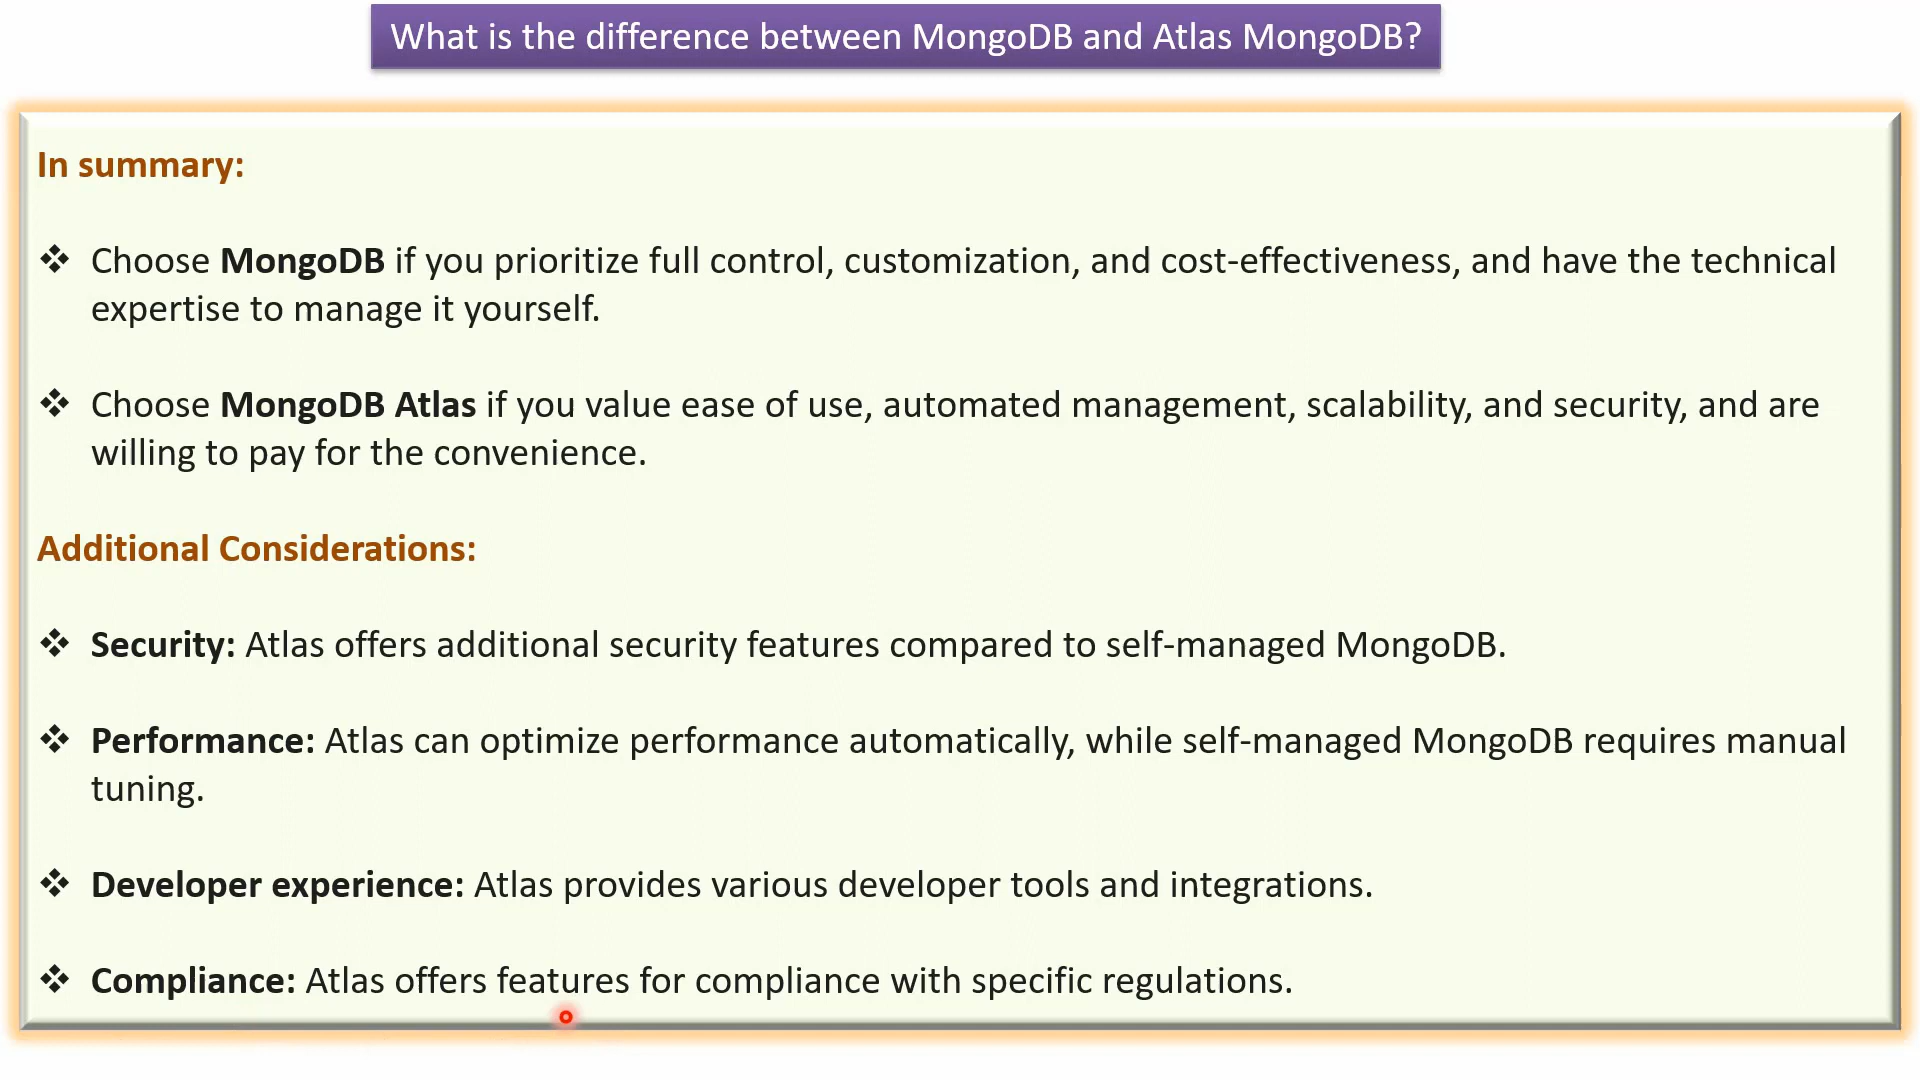 What is the difference between MongoDB and Atlas MongoDB?
In summary:
❖ Choose MongoDB if you prioritize full control, customization, and cost-effectiveness, and have the technical
expertise to manage it yourself.
❖ Choose MongoDB Atlas if you value ease of use, automated management, scalability, and security, and are
willing to pay for the convenience.
Additional Considerations:
❖ Security: Atlas offers additional security features compared to self-managed MongoDB.
❖ Performance: Atlas can optimize performance automatically, while self-managed MongoDB requires manual
tuning.
❖ Developer experience: Atlas provides various developer tools and integrations.
❖ Compliance: Atlas offers features for compliance with specific regulations.